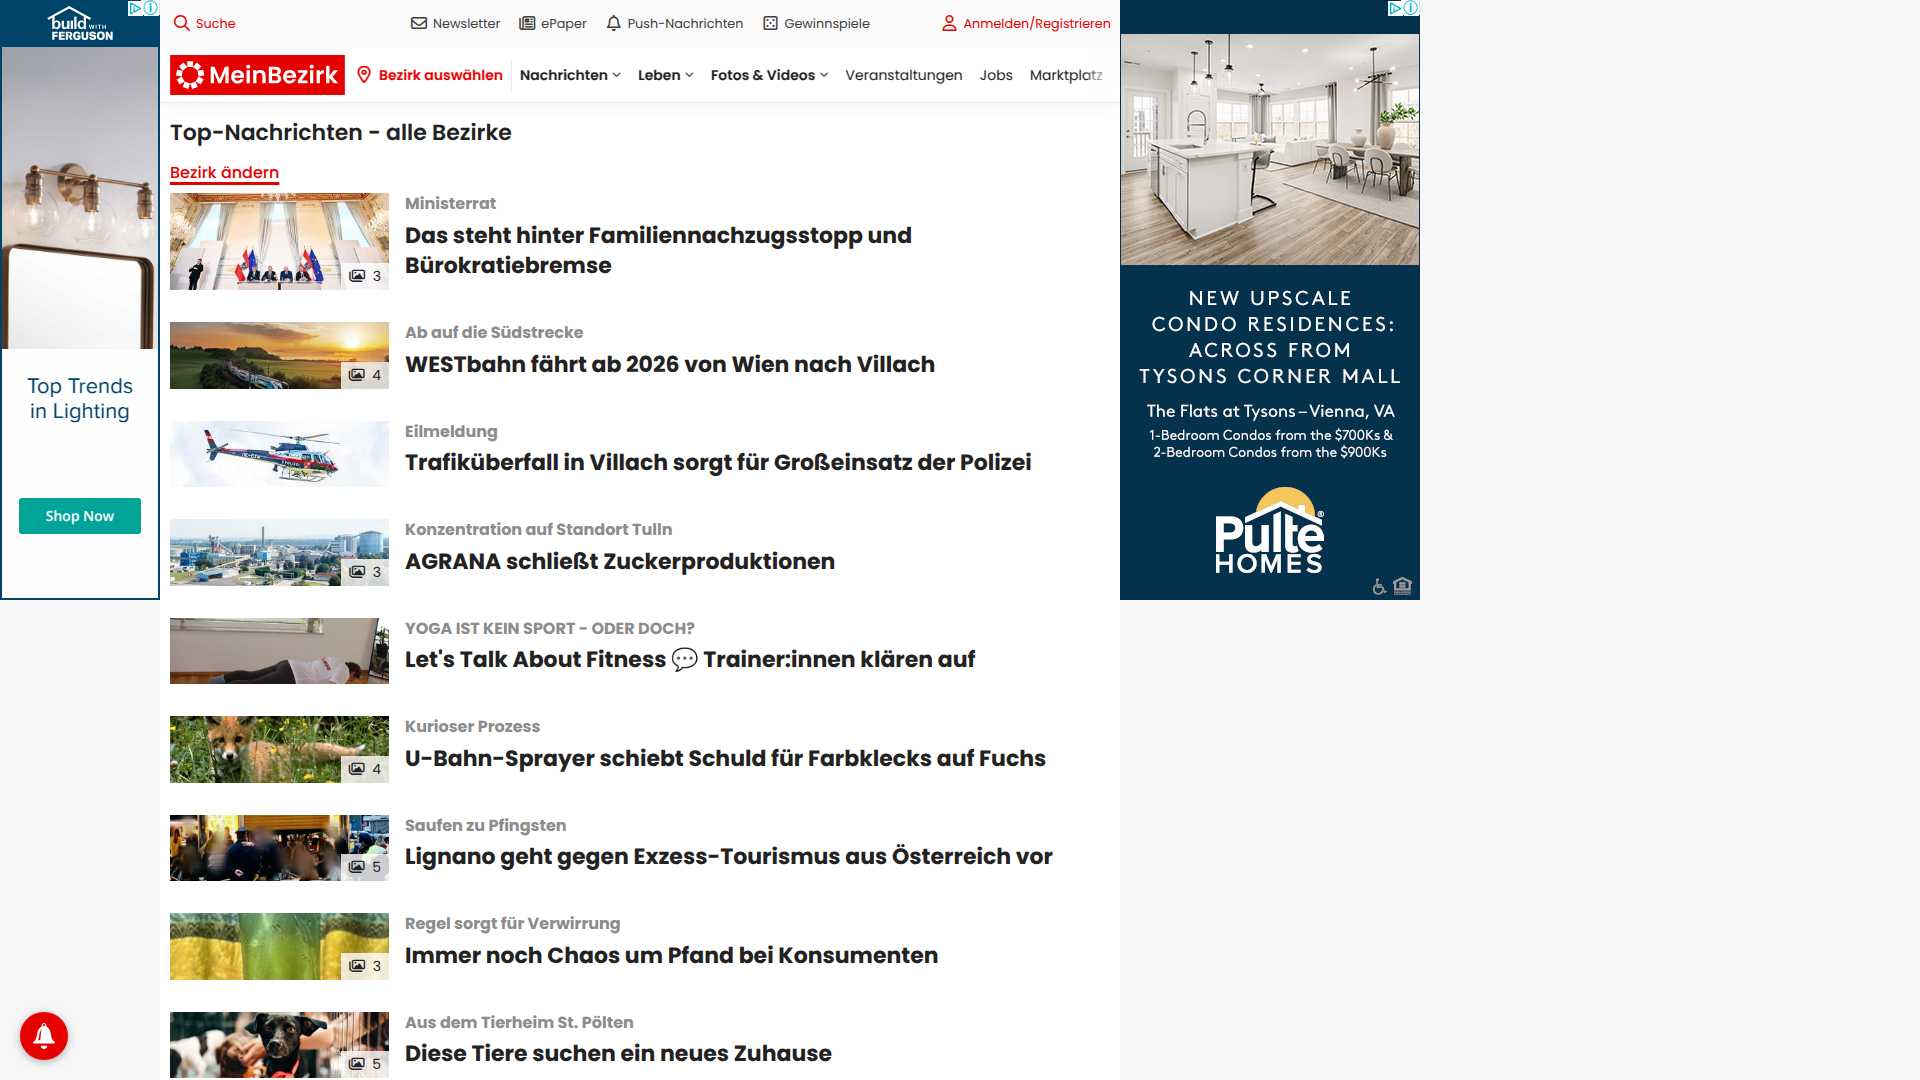 build WITH
FERGUSON
Top Trends
in Lighting
Shop Now
Suche
Newsletter
ePaper
Push-Nachrichten
Gewinnspiele
Anmelden/Registrieren
MeinBezirk
Bezirk auswählen
Nachrichten
Leben
Fotos & Videos
Veranstaltungen
Jobs
Marktplatz
Top-Nachrichten - alle Bezirke
Bezirk ändern
3
Ministerrat
Das steht hinter Familiennachzugsstopp und
Bürokratiebremse
4
Ab auf die Südstrecke
WESTbahn fährt ab 2026 von Wien nach Villach
Eilmeldung
Trafiküberfall in Villach sorgt für Großeinsatz der Polizei
3
Konzentration auf Standort Tulln
AGRANA schließt Zuckerproduktionen
YOGA IST KEIN SPORT - ODER DOCH?
Let's Talk About Fitness 💬 Trainer:innen klären auf
4
Kurioser Prozess
U-Bahn-Sprayer schiebt Schuld für Farbklecks auf Fuchs
5
Saufen zu Pfingsten
Lignano geht gegen Exzess-Tourismus aus Österreich vor
3
Regel sorgt für Verwirrung
Immer noch Chaos um Pfand bei Konsumenten
5
Aus dem Tierheim St. Pölten
Diese Tiere suchen ein neues Zuhause
NEW UPSCALE
CONDO RESIDENCES:
ACROSS FROM
TYSONS CORNER MALL
The Flats at Tysons – Vienna, VA
1-Bedroom Condos from the $700Ks &
2-Bedroom Condos from the $900Ks
Pulte®
HOMES